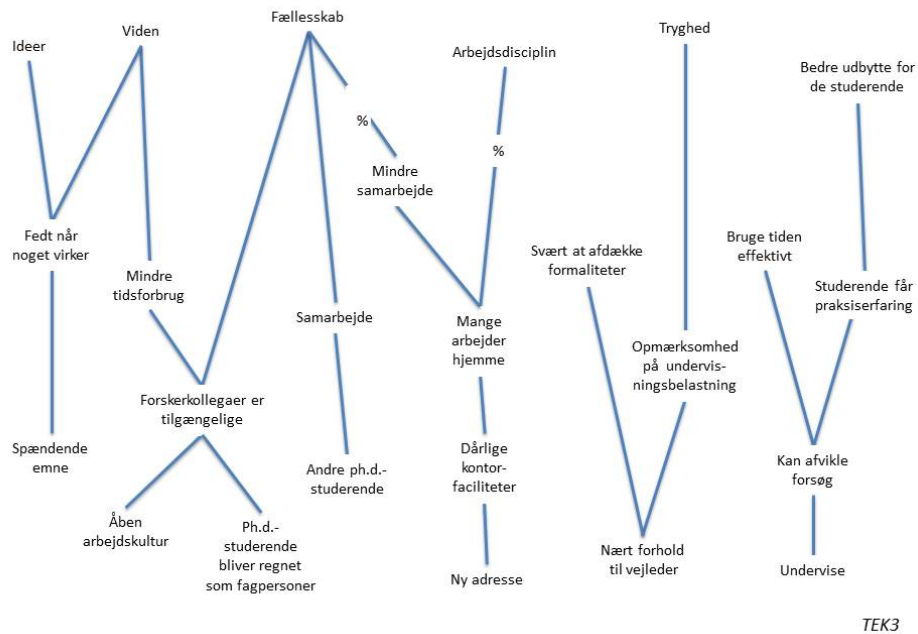 Fællesskab
Viden
Ideer
Tryghed
Arbejdsdisciplin
Bedre udbytte for
de studerende
%
%
Mindre
samarbejde
Fedt når
noget virker
Svært at afdække
formaliteter
Bruge tiden
effektivt
Mindre
tidsforbrug
Studerende får
praksiserfaring
Samarbejde
Mange
arbejder
hjemme
Opmærksomhed
på undervis-
ningsbelastning
Forskerkollegaer er
tilgængelige
Spændende
emne
Dårlige
kontor-
faciliteter
Kan afvikle
forsøg
Andre ph.d.-
studerende
Åben
arbejdskultur
Ph.d.-
studerende
bliver regnet
som fagpersoner
Nært forhold
til vejleder
Ny adresse
Undervise
TEK3